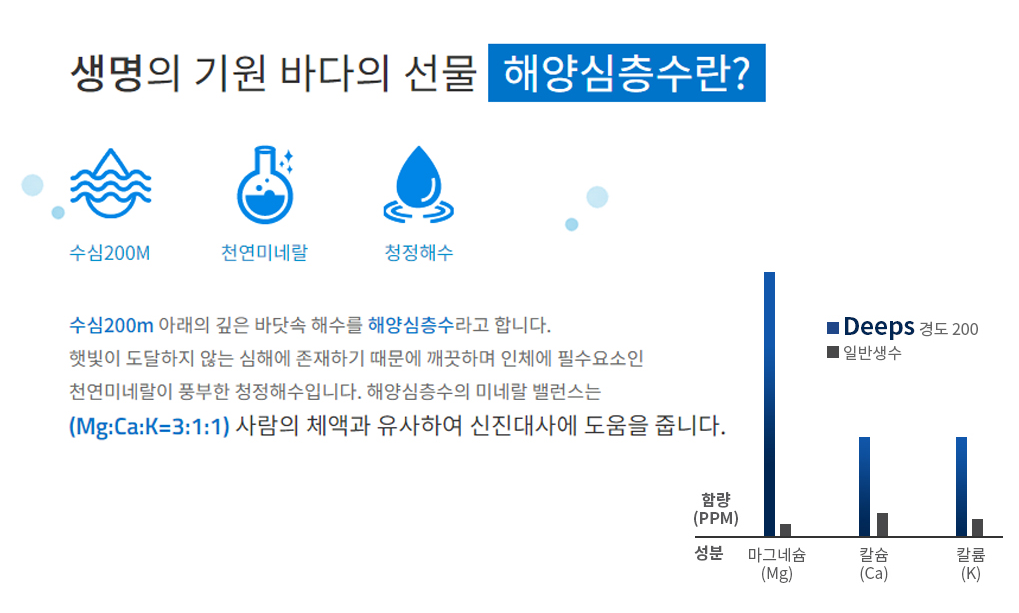 생명의 기원 바다의 선물 해양심층수란?
수심200M
천연미네랄
청정해수
수심200m 아래의 깊은 바닷속 해수를 해양심층수라고 합니다.
햇빛이 도달하지 않는 심해에 존재하기 때문에 깨끗하며 인체에 필수요소인
천연미네랄이 풍부한 청정해수입니다. 해양심층수의 미네랄 밸런스는
(Mg:Ca:K=3:1:1) 사람의 체액과 유사하여 신진대사에 도움을 줍니다.
Deeps 경도 200
일반생수
함량
(PPM)
성분
마그네슘
(Mg)
칼슘
(Ca)
칼륨
(K)